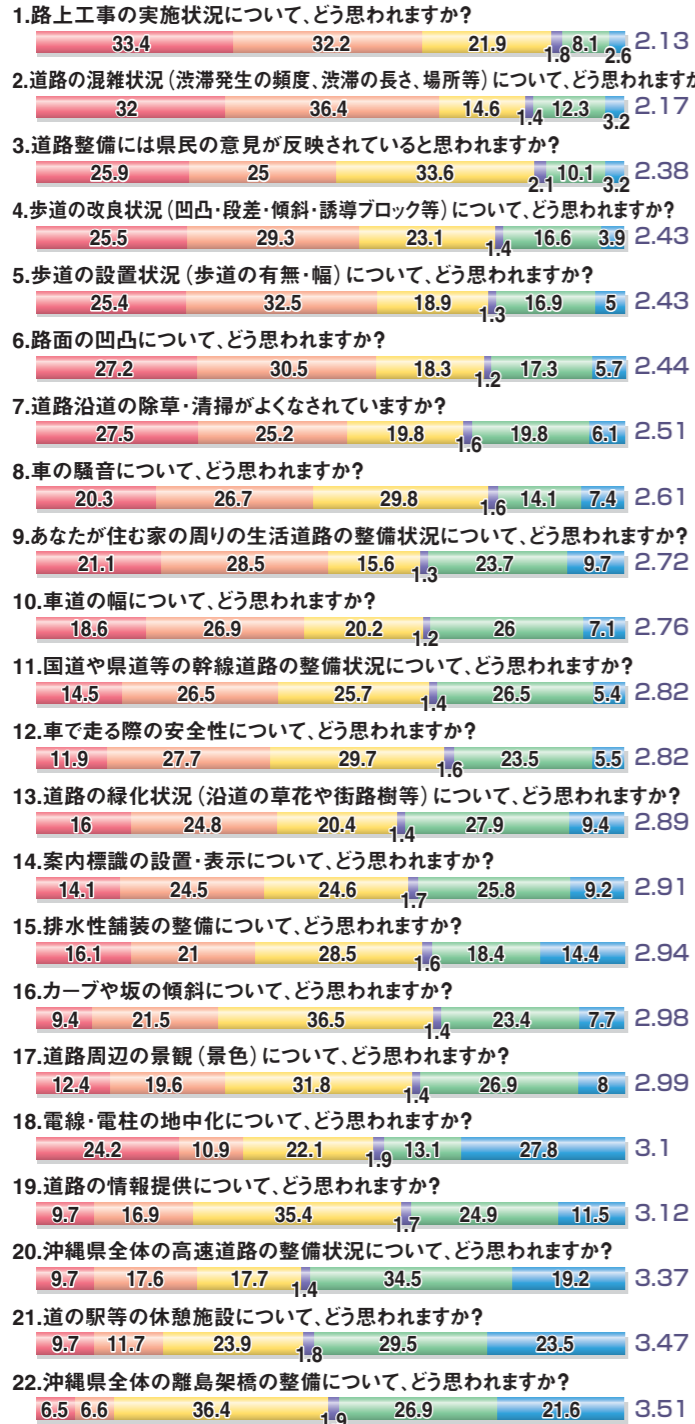 1.路上工事の実施状況について、どう思われますか?
33.4 32.2 21.9 1.8 8.1 2.6 2.13
2.道路の混雑状況(渋滞発生の頻度、渋滞の長さ、場所等)について、どう思われますか
32 36.4 14.6 1.4 12.3 3.2 2.17
3.道路整備には県民の意見が反映されていると思われますか?
25.9 25 33.6 2.1 10.1 3.2 2.38
4.歩道の改良状況(凹凸・段差・傾斜・誘導ブロック等)について、どう思われますか?
25.5 29.3 23.1 1.4 16.6 3.9 2.43
5.歩道の設置状況(歩道の有無・幅)について、どう思われますか?
25.4 32.5 18.9 1.3 16.9 5 2.43
6.路面の凹凸について、どう思われますか?
27.2 30.5 18.3 1.2 17.3 5.7 2.44
7.道路沿道の除草・清掃がよくなされていますか?
27.5 25.2 19.8 1.6 19.8 6.1 2.51
8.車の騒音について、どう思われますか?
20.3 26.7 29.8 1.6 14.1 7.4 2.61
9.あなたが住む家の周りの生活道路の整備状況について、どう思われますか?
21.1 28.5 15.6 1.3 23.7 9.7 2.72
10.車道の幅について、どう思われますか?
18.6 26.9 20.2 1.2 26 7.1 2.76
11.国道や県道等の幹線道路の整備状況について、どう思われますか?
14.5 26.5 25.7 1.4 26.5 5.4 2.82
12.車で走る際の安全性について、どう思われますか?
11.9 27.7 29.7 1.6 23.5 5.5 2.82
13.道路の緑化状況(沿道の草花や街路樹等)について、どう思われますか?
16 24.8 20.4 1.4 27.9 9.4 2.89
14.案内標識の設置・表示について、どう思われますか?
14.1 24.5 24.6 1.7 25.8 9.2 2.91
15.排水性舗装の整備について、どう思われますか?
16.1 21 28.5 1.6 18.4 14.4 2.94
16.カーブや坂の傾斜について、どう思われますか?
9.4 21.5 36.5 1.4 23.4 7.7 2.98
17.道路周辺の景観(景色)について、どう思われますか?
12.4 19.6 31.8 1.4 26.9 8 2.99
18.電線・電柱の地中化について、どう思われますか?
24.2 10.9 22.1 1.9 13.1 27.8 3.1
19.道路の情報提供について、どう思われますか?
9.7 16.9 35.4 1.7 24.9 11.5 3.12
20.沖縄県全体の高速道路の整備状況について、どう思われますか?
9.7 17.6 17.7 1.4 34.5 19.2 3.37
21.道の駅等の休憩施設について、どう思われますか?
9.7 11.7 23.9 1.8 29.5 23.5 3.47
22.沖縄県全体の離島架橋の整備について、どう思われますか?
6.5 6.6 36.4 1.9 26.9 21.6 3.51